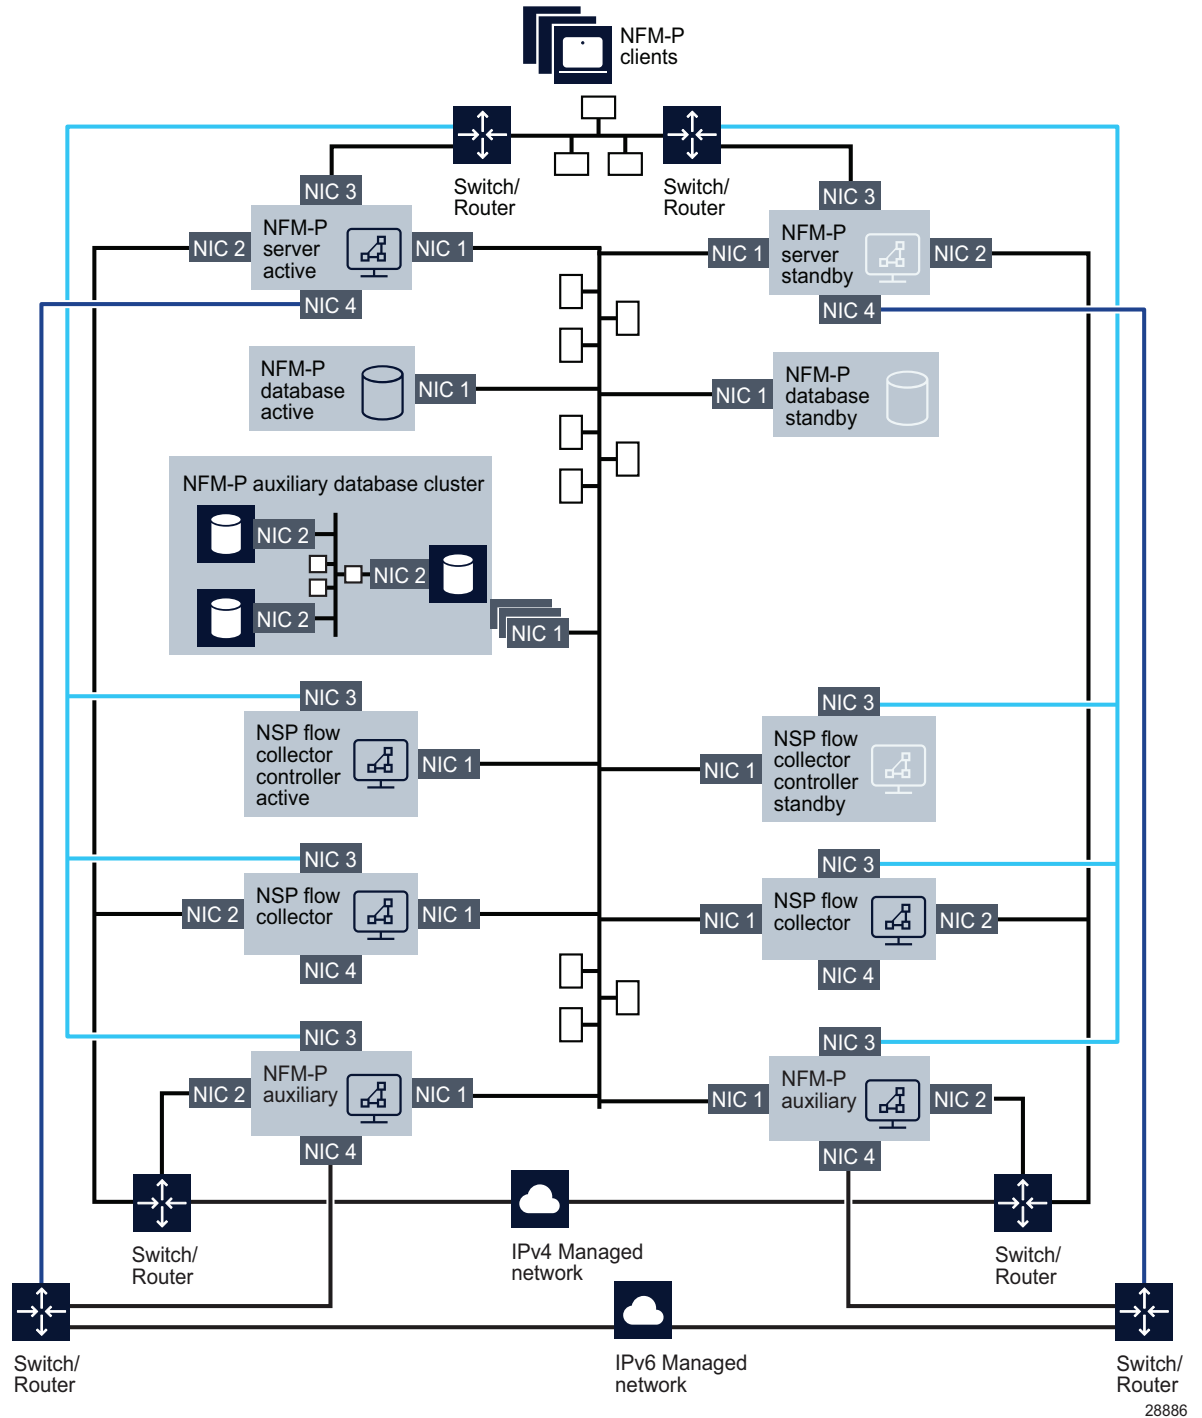 NFM-P
clients
Switch/
Router
Switch/
Router
NIC 3
NFM-P
server
active
NIC 2
NIC 1
NIC 4
NIC 3
NFM-P
server
standby
NIC 1
NIC 2
NIC 4
NFM-P
database
active
NIC 1
NIC 1
NFM-P
database
standby
NFM-P auxiliary database cluster
NIC 2
NIC 2
NIC 2
NIC 1
NIC 3
NSP flow
collector
controller
active
NIC 1
NIC 3
NSP flow
collector
controller
standby
NIC 1
NIC 3
NSP flow
collector
NIC 2
NIC 1
NIC 4
NIC 3
NSP flow
collector
NIC 1
NIC 2
NIC 4
NIC 3
NFM-P
auxiliary
NIC 2
NIC 1
NIC 4
NIC 3
NFM-P
auxiliary
NIC 1
NIC 2
NIC 4
Switch/
Router
IPv4 Managed
network
Switch/
Router
Switch/
Router
IPv6 Managed
network
Switch/
Router
28886